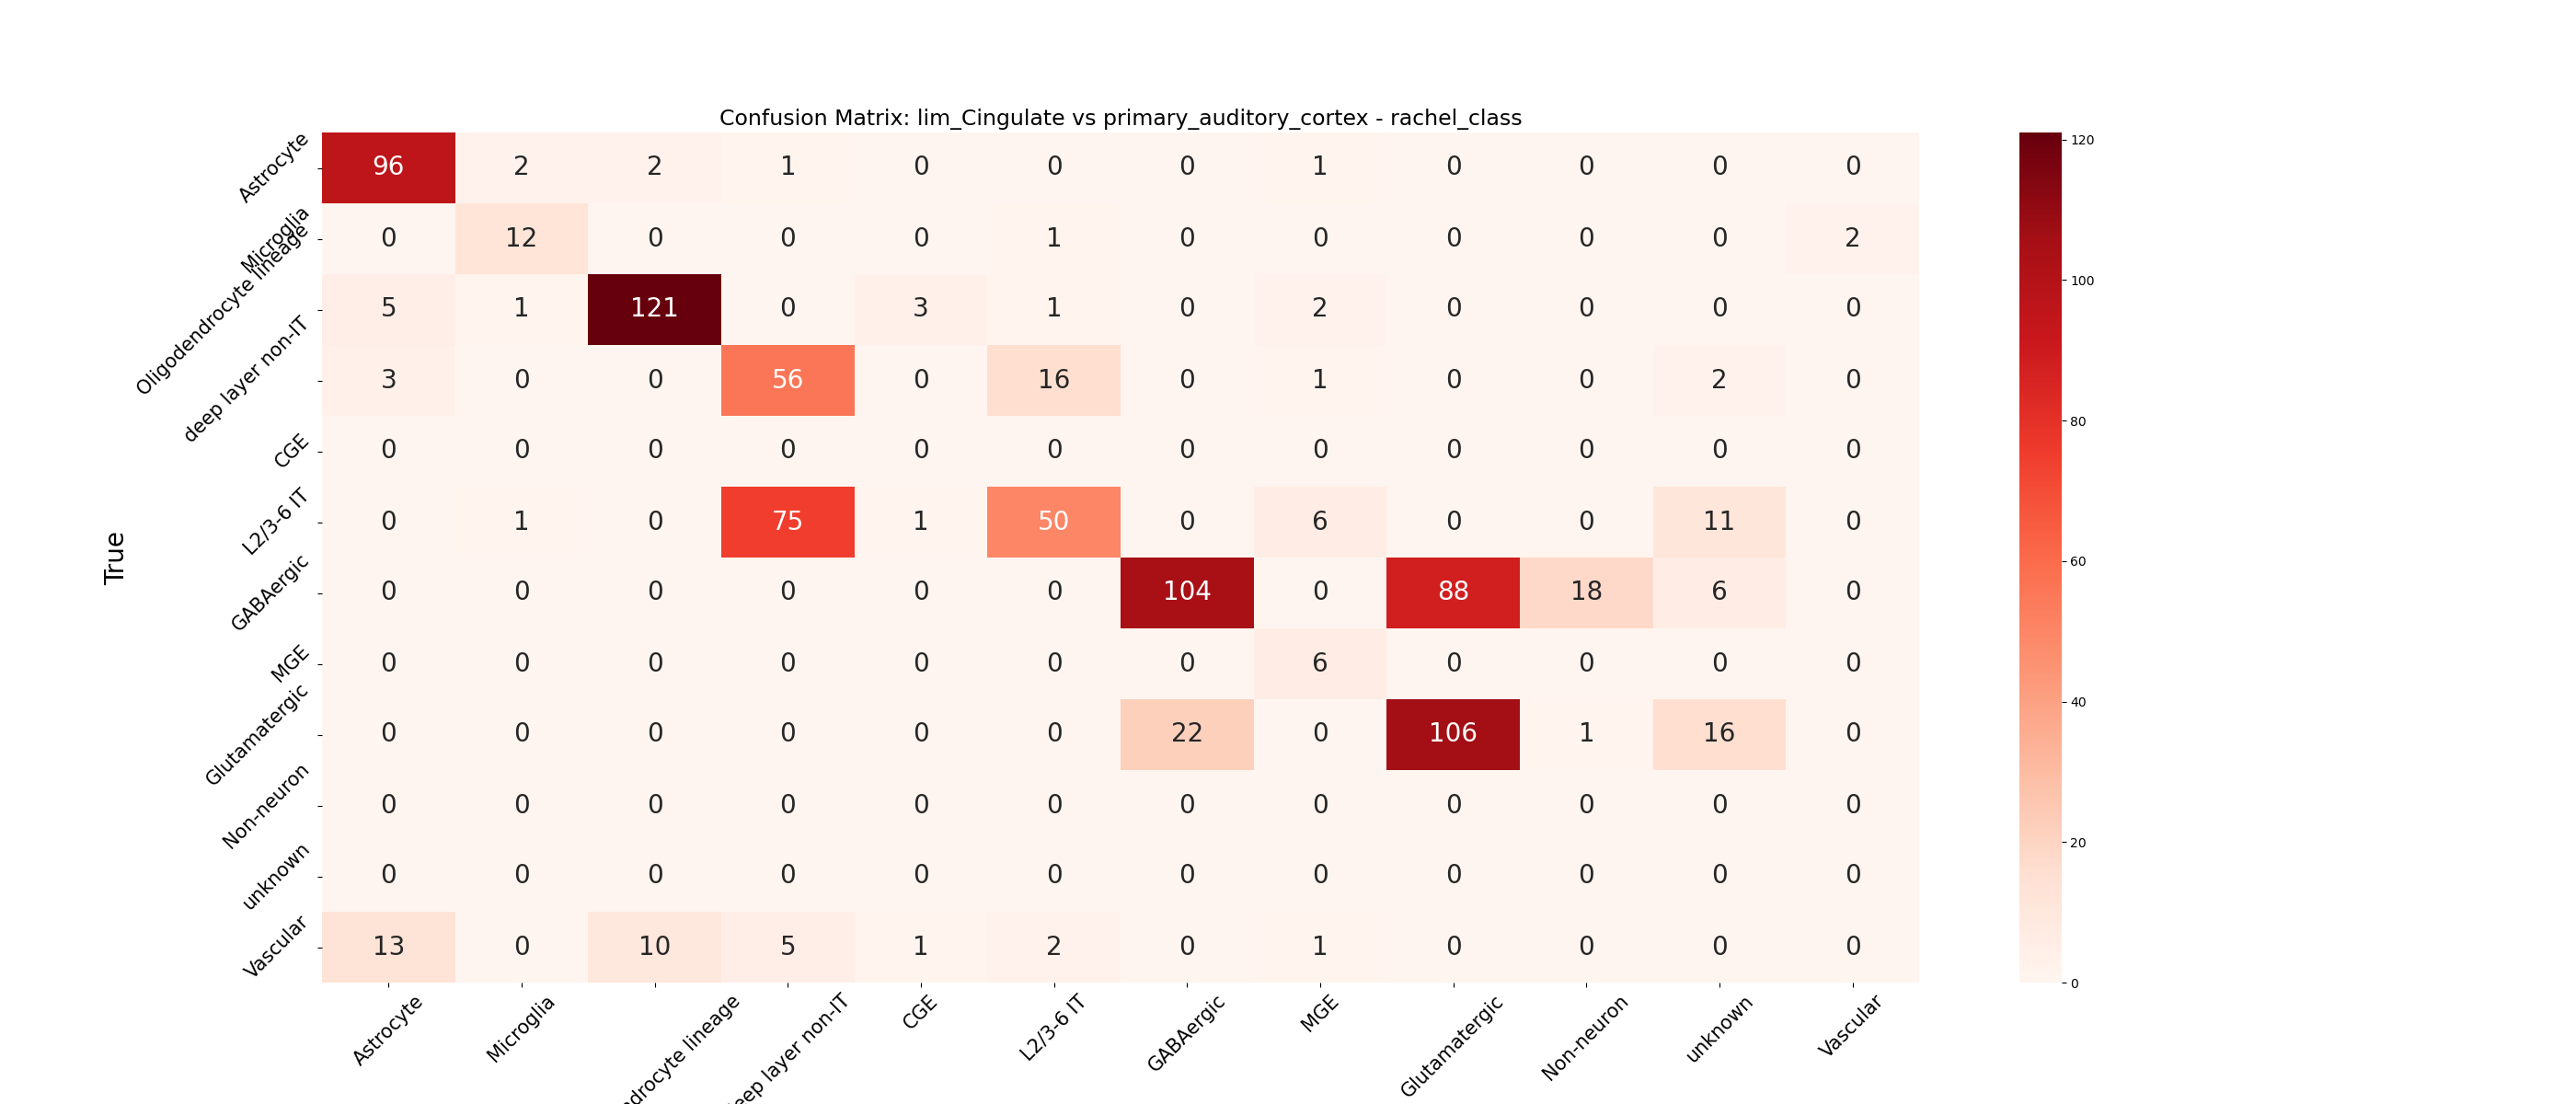 Confusion Matrix: lim_Cingulate vs primary_auditory_cortex - rachel_class
True
Astrocyte 96 2 2 1 0 0 0 1 0 0 0 0
Microglia 0 12 0 0 0 1 0 0 0 0 0 2
Oligodendrocyte lineage 5 1 121 0 3 1 0 2 0 0 0 0
deep layer non-IT 3 0 0 56 0 16 0 1 0 0 2 0
CGE 0 0 0 0 0 0 0 0 0 0 0 0
L2/3-6 IT 0 1 0 75 1 50 0 6 0 0 11 0
GABAergic 0 0 0 0 0 0 104 0 88 18 6 0
MGE 0 0 0 0 0 0 0 6 0 0 0 0
Glutamatergic 0 0 0 0 0 0 22 0 106 1 16 0
Non-neuron 0 0 0 0 0 0 0 0 0 0 0 0
unknown 0 0 0 0 0 0 0 0 0 0 0 0
Vascular 13 0 10 5 1 2 0 1 0 0 0 0
Astrocyte Microglia ndrocyte lineage eep layer non-IT CGE L2/3-6 IT GABAergic MGE Glutamatergic Non-neuron unknown Vascular
120
100
80
60
40
20
0